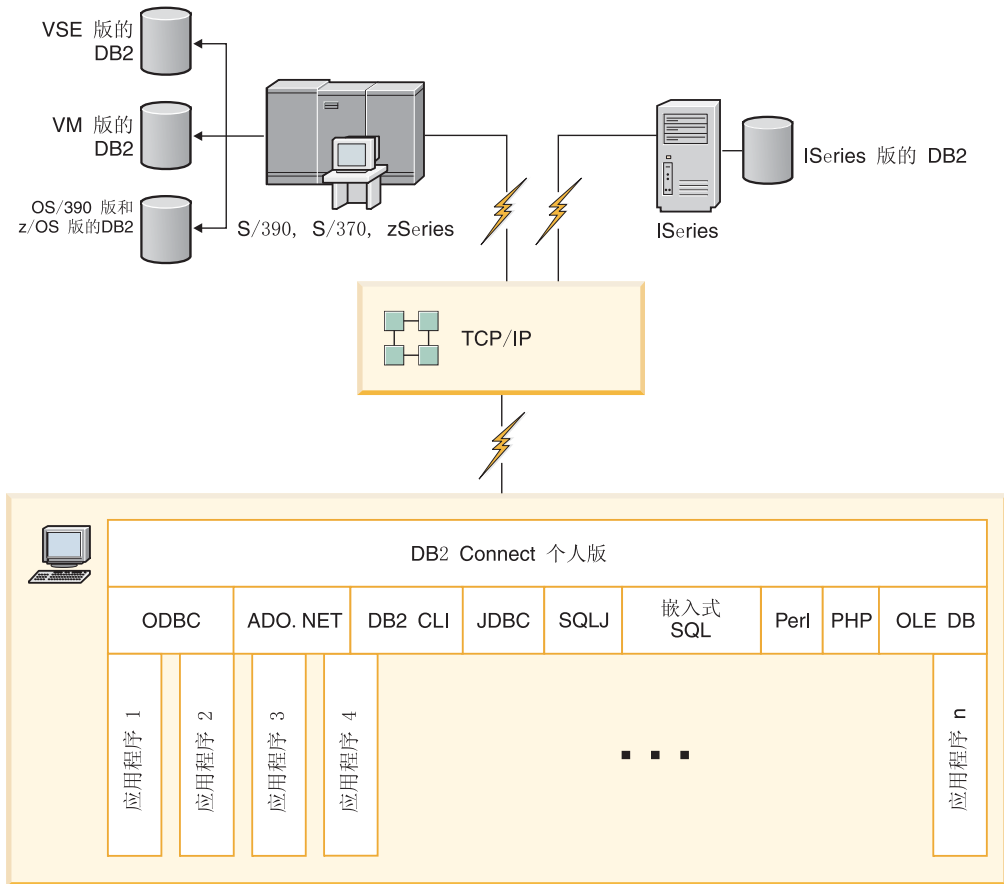 VSE 版的
DB2
VM 版的
DB2
OS/390 版和
z/OS 版的DB2
S/390, S/370, zSeries
ISeries 版的 DB2
ISeries
TCP/IP
DB2 Connect 个人版
ODBC
ADO.NET
DB2 CLI
JDBC
SQLJ
嵌入式
SQL
Perl
PHP
OLE DB
应用程序 1
应用程序 2
应用程序 3
应用程序 4
应用程序 n